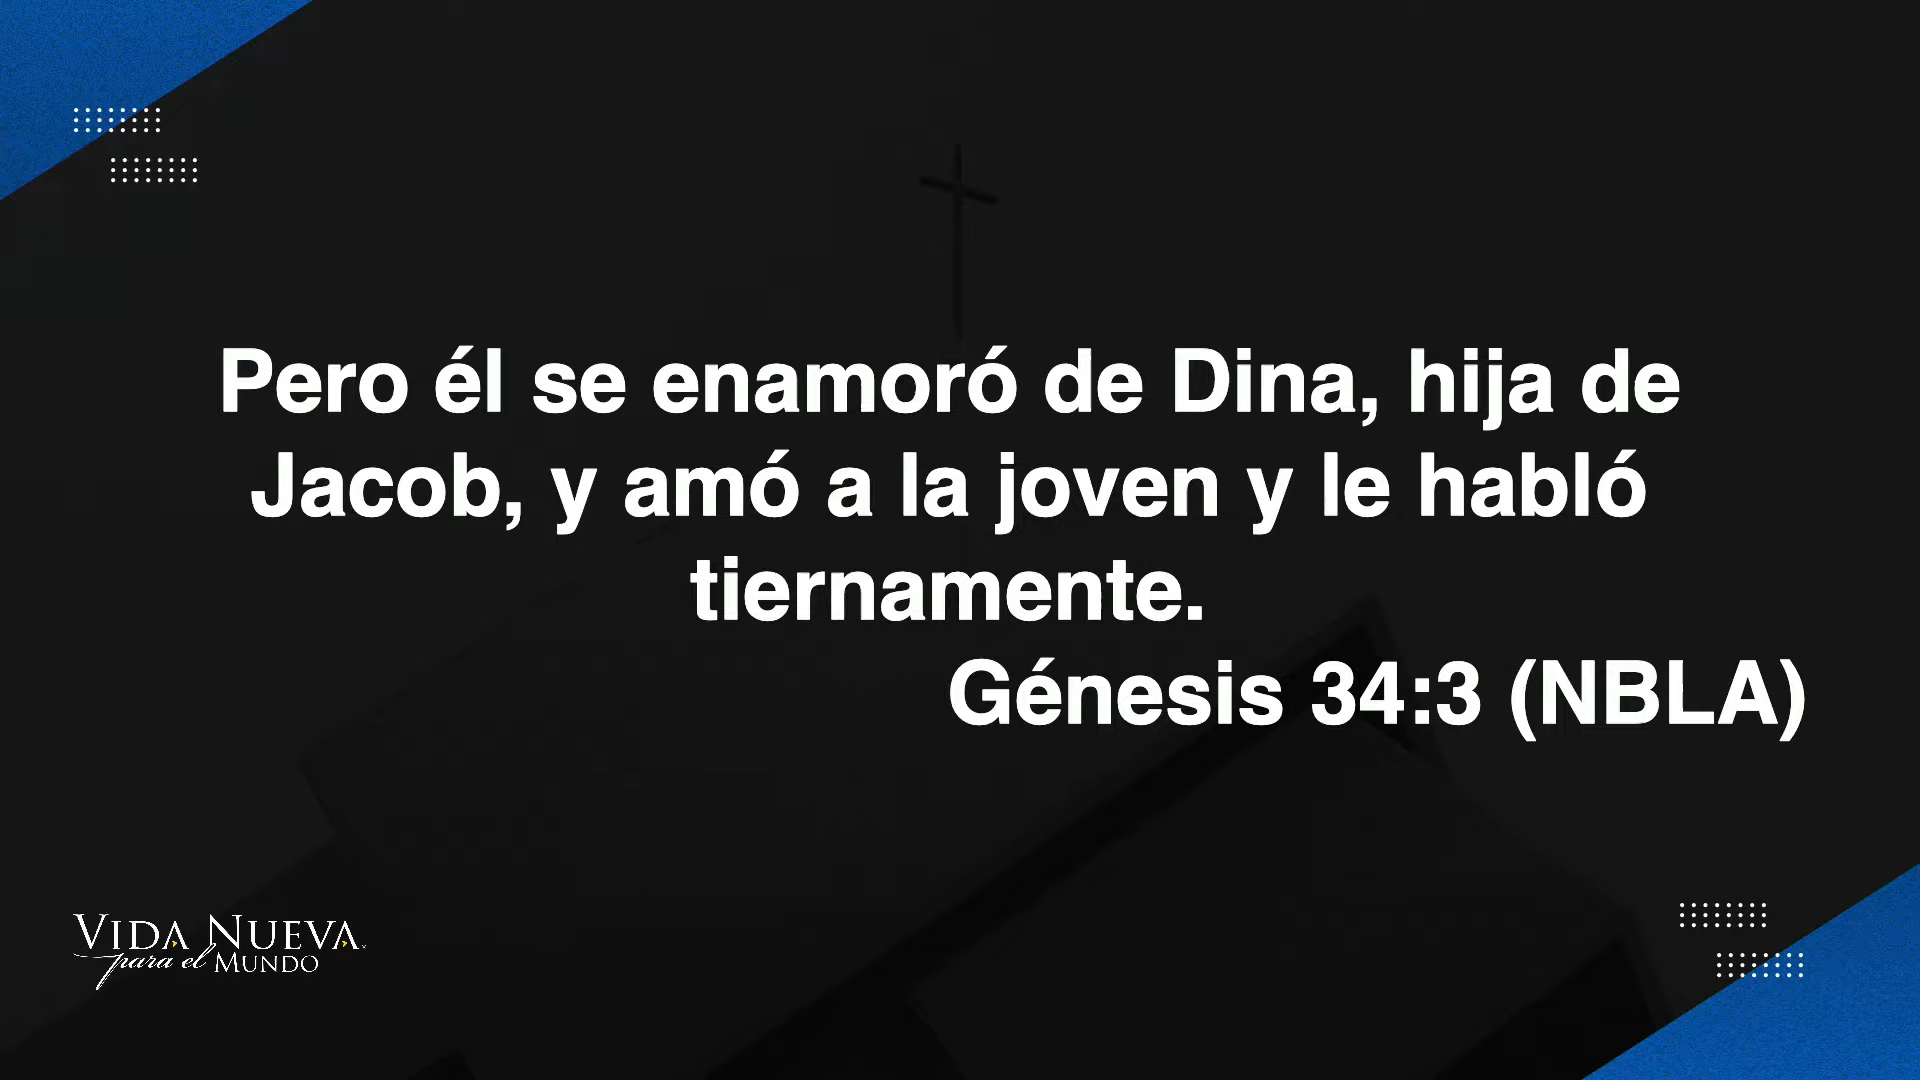 Pero él se enamoró de Dina, hija de
Jacob, y amó a la joven y le habló
tiernamente.
Génesis 34:3 (NBLA)
VIDA NUEVA
para el MUNDO